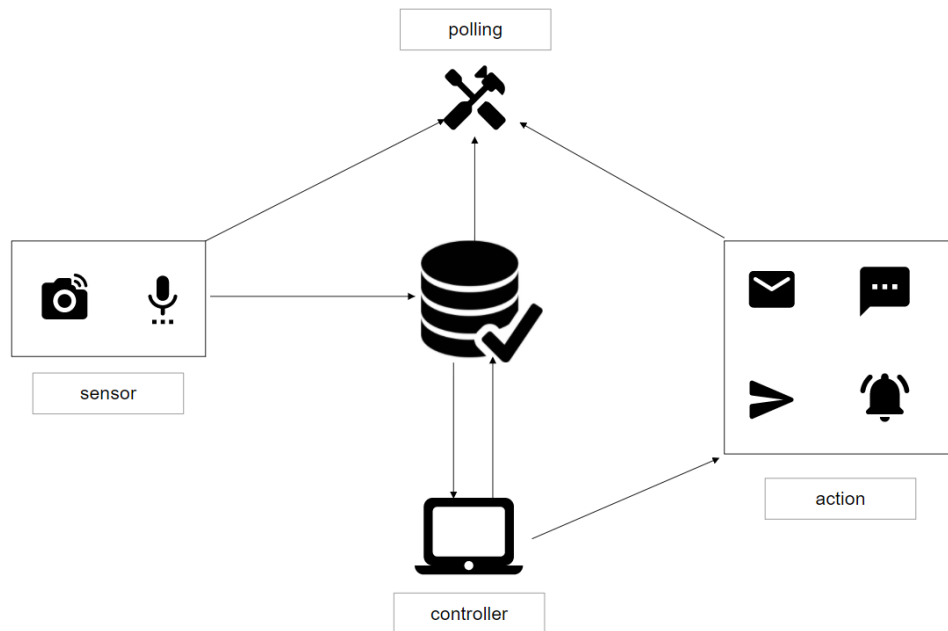 polling
sensor
action
controller